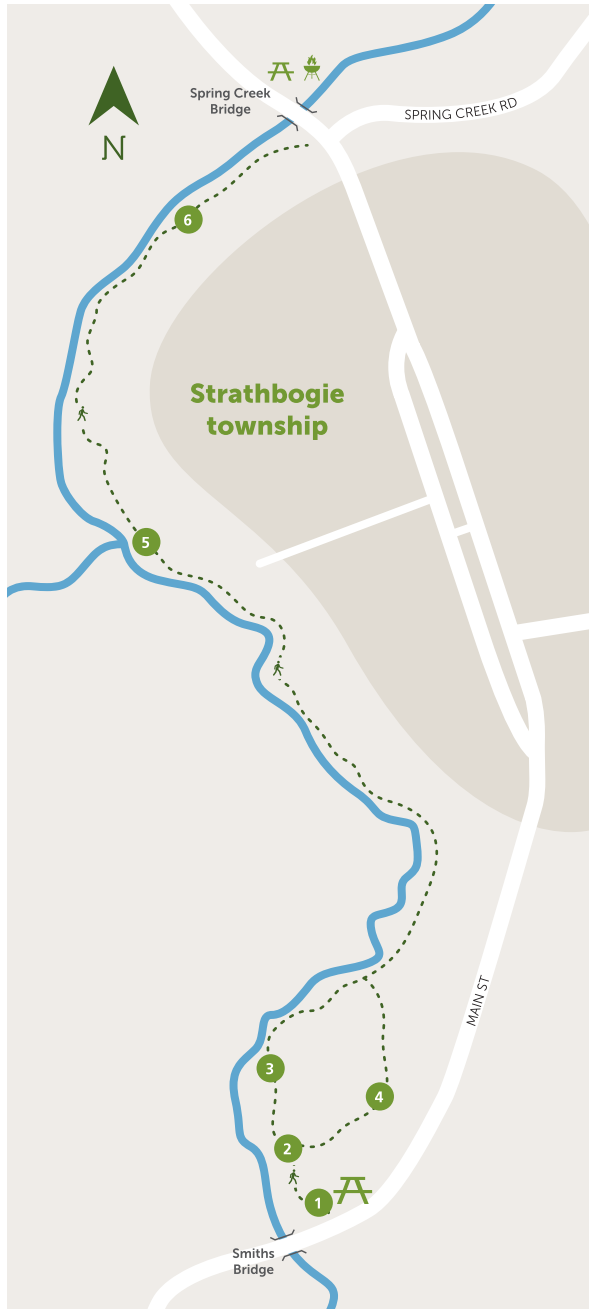 Spring Creek
Bridge
SPRING CREEK RD
N
6
Strathbogie
township
5
MAIN ST
3
4
2
1
Smiths
Bridge